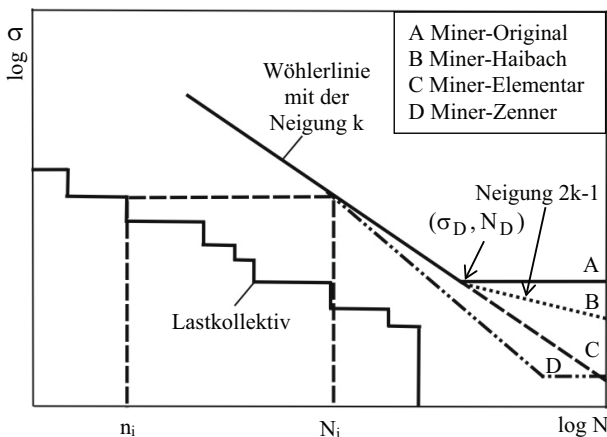 log σ
A Miner-Original
B Miner-Haibach
C Miner-Elementar
D Miner-Zenner
Wöhlerlinie
mit der
Neigung k
Neigung 2k-1
(σD, ND)
A
B
C
D
Lastkollektiv
ni
Ni
log N